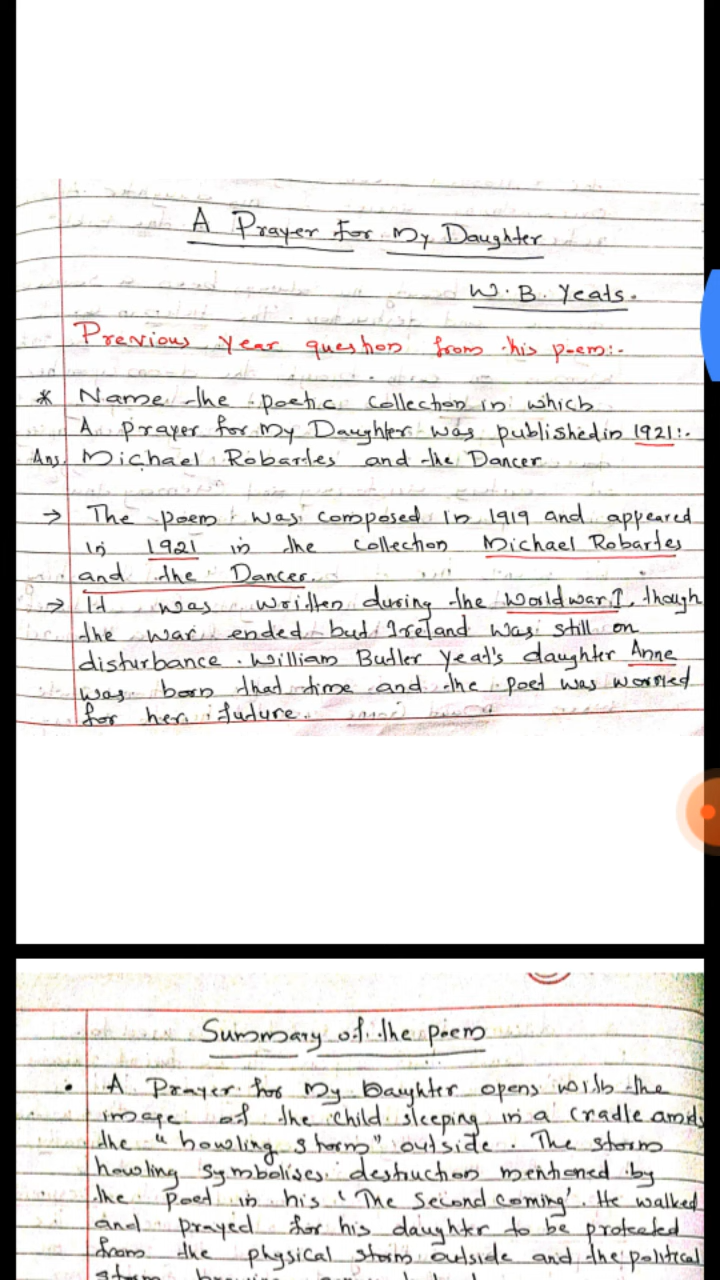 A Prayer For My Daughter
W. B. Yeats.
Previous Year question from this poem:-
* Name the poetic collection in which
A prayer for my Daughter was published in 1921:-
Ans. Michael Robartes and the Dancer
→ The poem was composed in 1919 and appeared
in 1921 in the collection Michael Robartes
and the Dancer.
→ It was written during the World war I, though
the war ended but Ireland was still on
disturbance. William Butler Yeat's daughter Anne
was born that time and the poet was worried
for her future.
Summary of the poem
• A Prayer for My Daughter opens with the
image of the child sleeping in a cradle amids
the "howling storm" outside. The storm
howling symbolises destruction mentioned by
the poet in his 'The Second coming'. He walked
and prayed for his daughter to be protected
from the physical storm outside and the political
storm